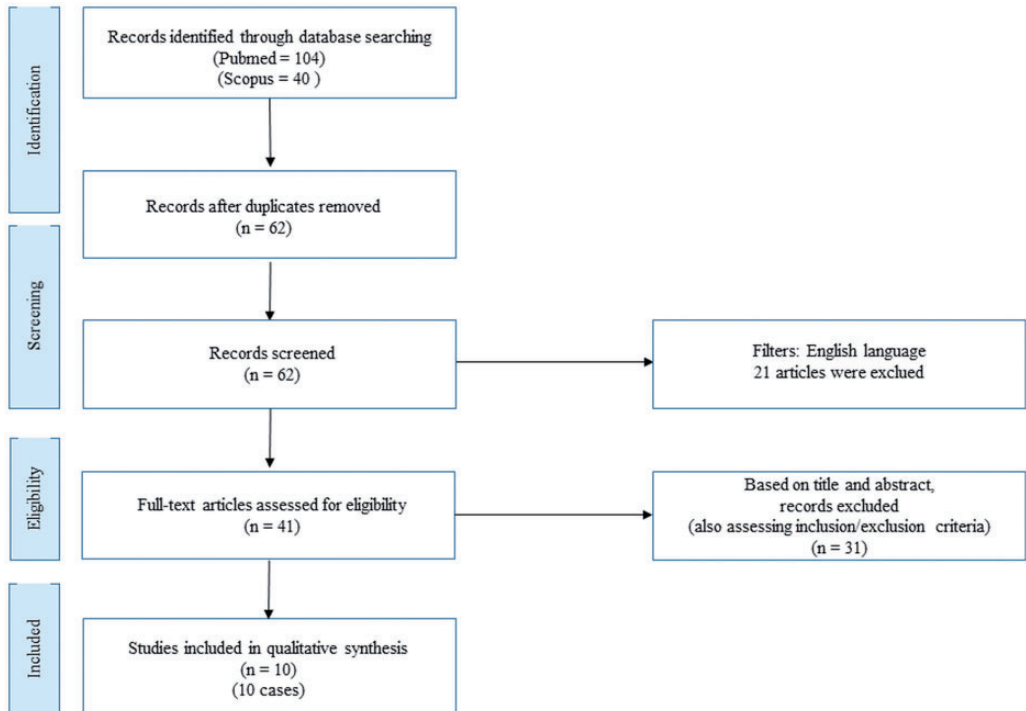 Identification
Records identified through database searching
(Pubmed = 104)
(Scopus = 40 )
Records after duplicates removed
(n = 62)
Screening
Records screened
(n = 62)
Filters: English language
21 articles were exclued
Eligibility
Full-text articles assessed for eligibility
(n = 41)
Based on title and abstract,
records excluded
(also assessing inclusion/exclusion criteria)
(n = 31)
Included
Studies included in qualitative synthesis
(n = 10)
(10 cases)